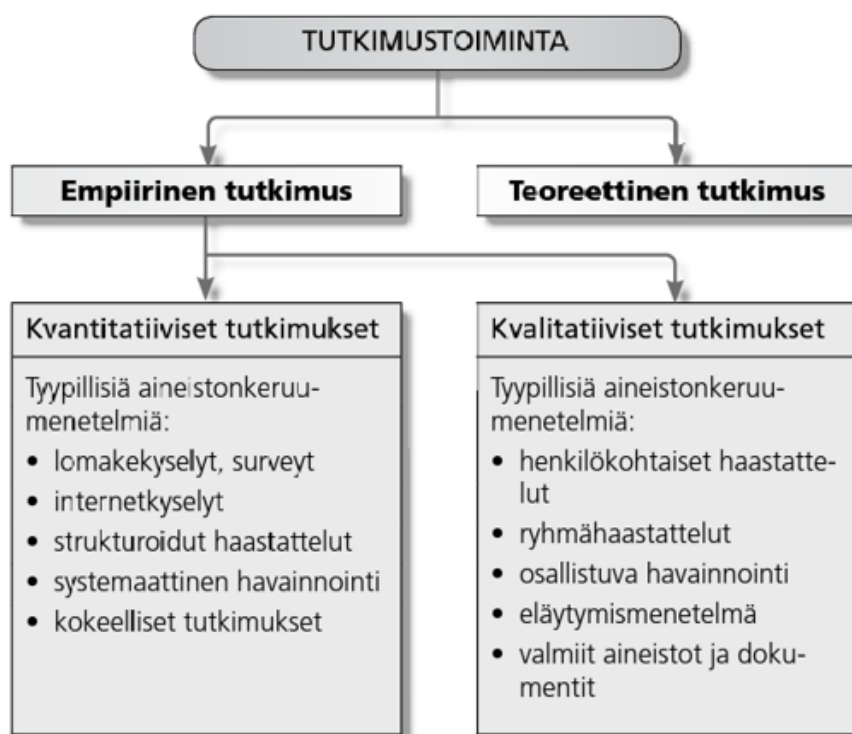 TUTKIMUSTOIMINTA
Empiirinen tutkimus
Teoreettinen tutkimus
Kvantitatiiviset tutkimukset
Tyypillisiä aineistonkeruu-
menetelmiä:
• lomakekyselyt, surveyt
• internetkyselyt
• strukturoidut haastattelut
• systemaattinen havainnointi
• kokeelliset tutkimukset
Kvalitatiiviset tutkimukset
Tyypillisiä aineistonkeruu-
menetelmiä:
• henkilökohtaiset haastatte-
lut
• ryhmähaastattelut
• osallistuva havainnointi
• eläytymismenetelmä
• valmiit aineistot ja doku-
mentit